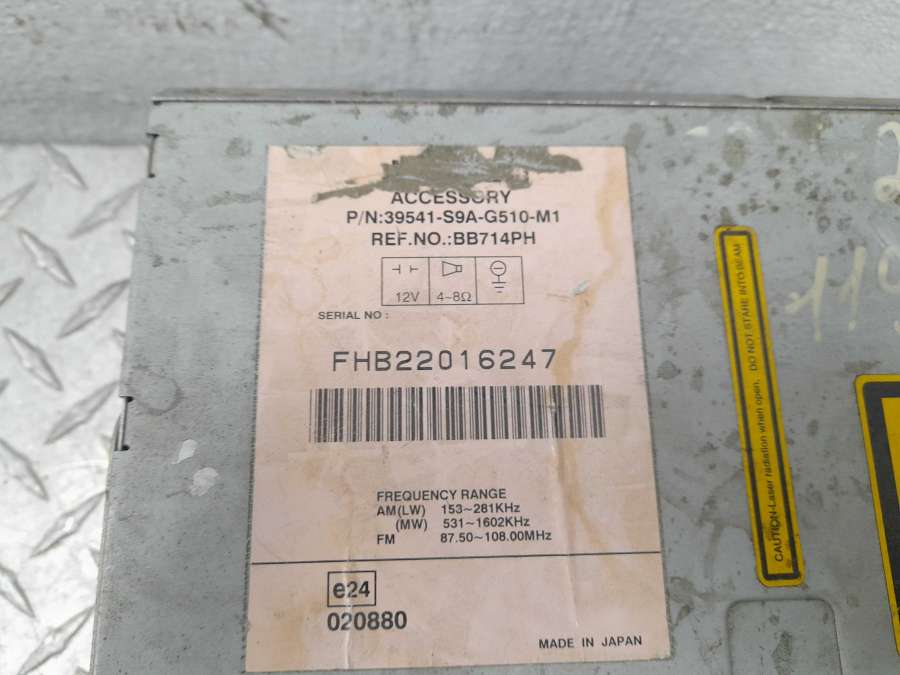 ACCESSORY
P/N:39541-S9A-G510-M1
REF.NO.:BB714PH
12V 4~8Ω
SERIAL NO :
FHB22016247
FREQUENCY RANGE
AM(LW) 153~281KHz
(MW) 531~1602KHz
FM 87.50~108.00MHz
e24
020880
MADE IN JAPAN
CAUTION-Laser radiation when open. DO NOT STARE INTO BEAM